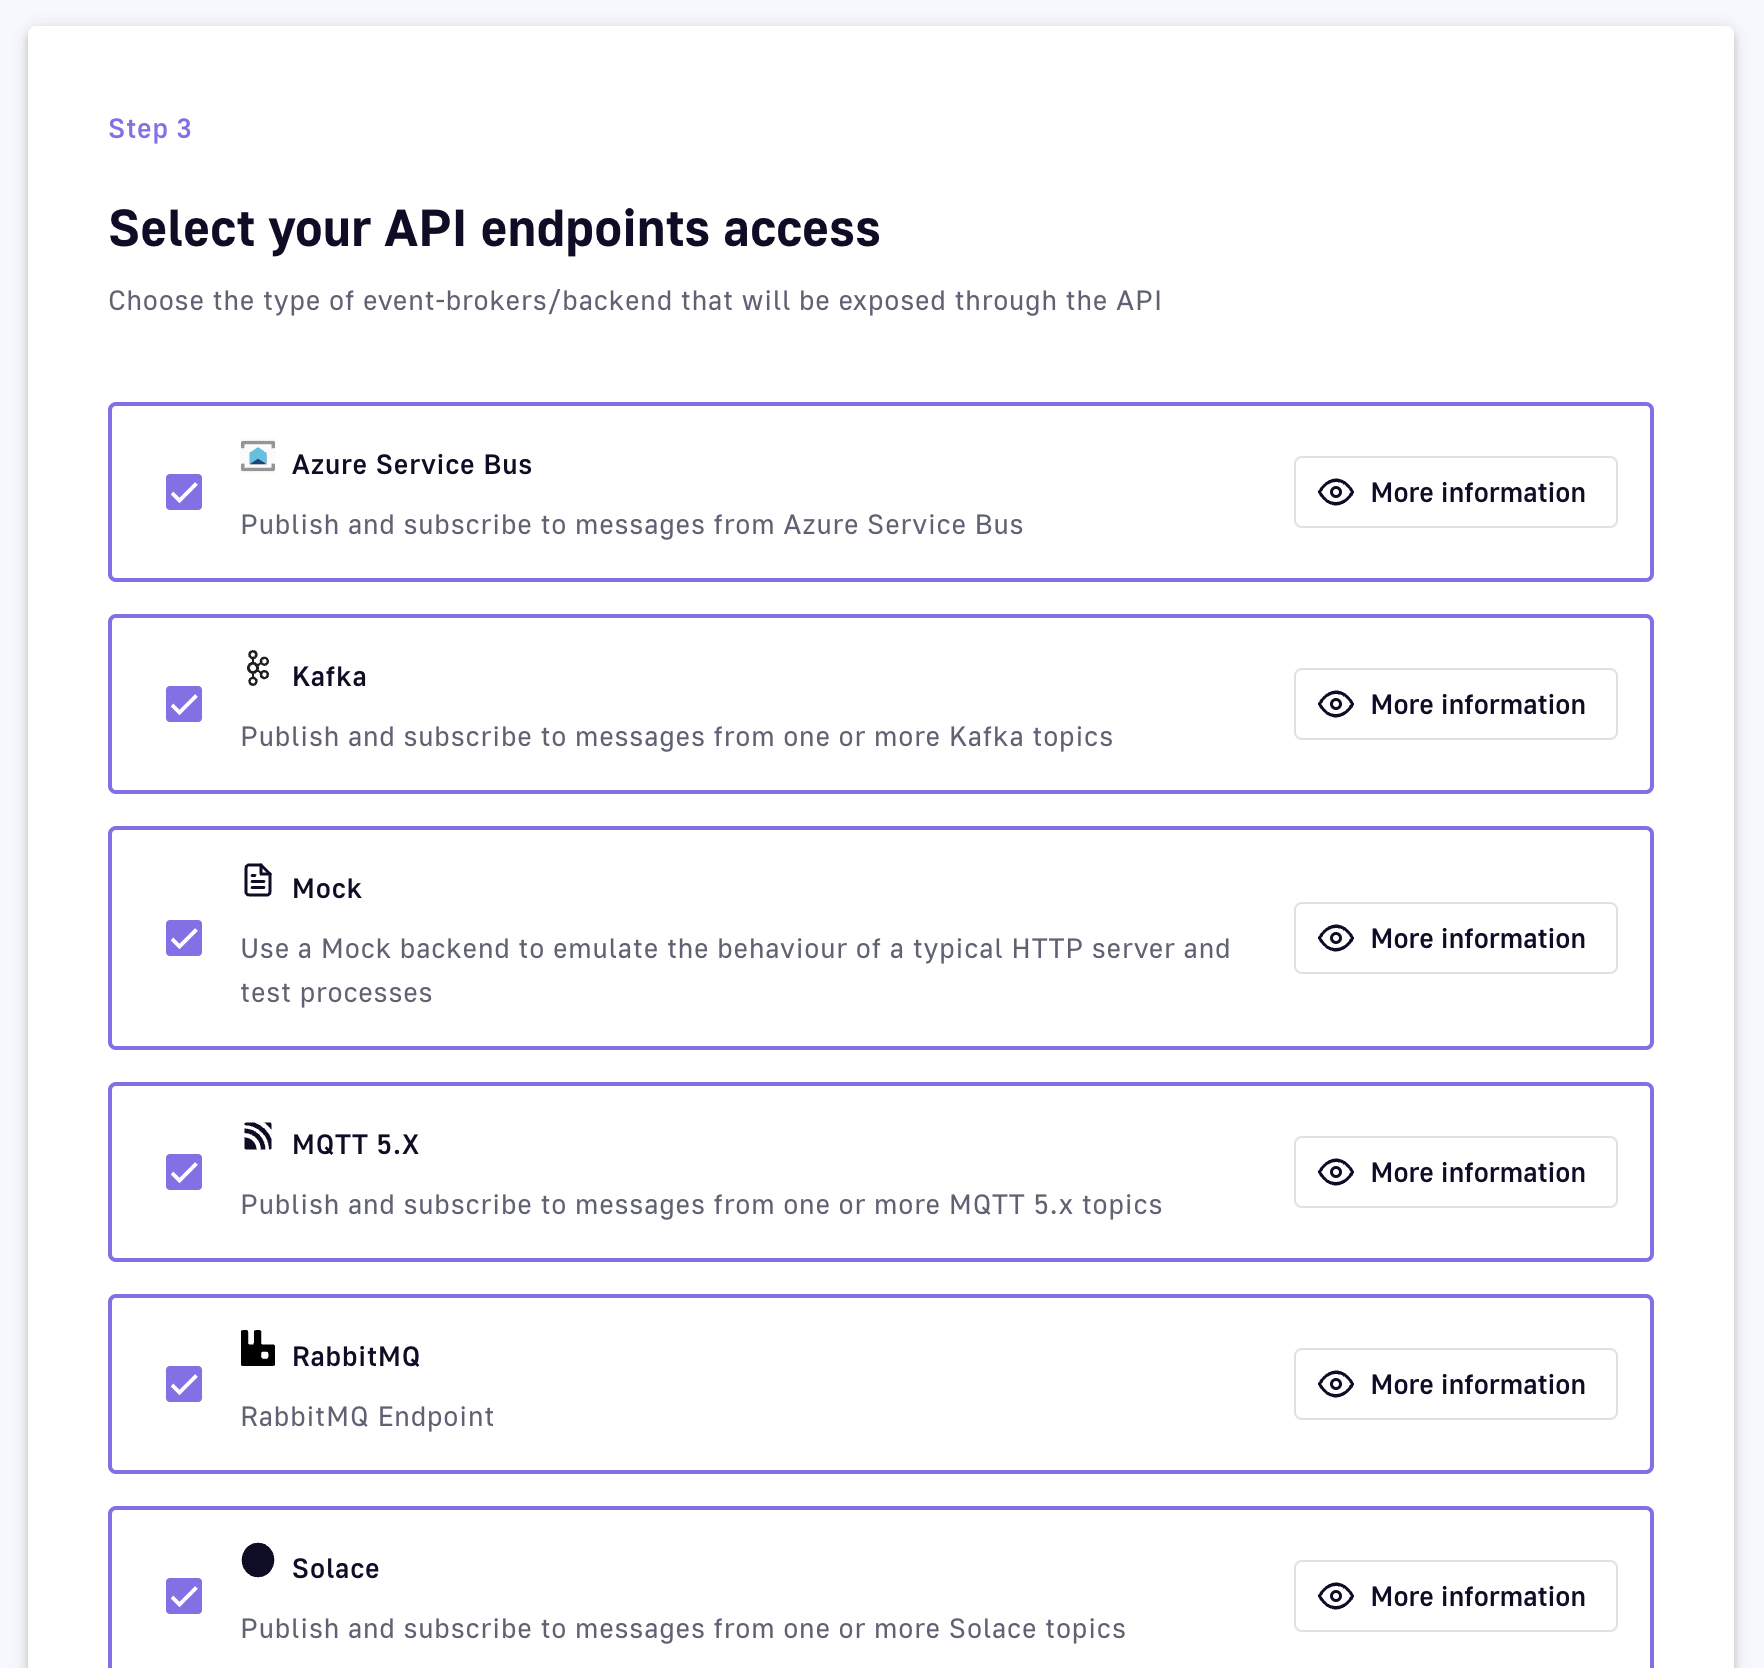 Step 3
Select your API endpoints access
Choose the type of event-brokers/backend that will be exposed through the API
Azure Service Bus
Publish and subscribe to messages from Azure Service Bus
More information
Kafka
Publish and subscribe to messages from one or more Kafka topics
More information
Mock
Use a Mock backend to emulate the behaviour of a typical HTTP server and
test processes
More information
MQTT 5.X
Publish and subscribe to messages from one or more MQTT 5.x topics
More information
RabbitMQ
RabbitMQ Endpoint
More information
Solace
Publish and subscribe to messages from one or more Solace topics
More information